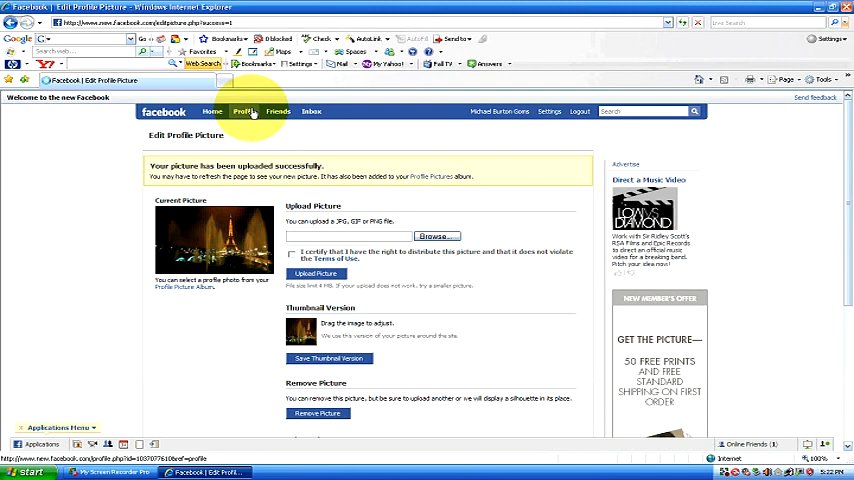 Facebook | Edit Profile Picture - Windows Internet Explorer
http://www.new.facebook.com/editpicture.php?success=1
Live Search
Google
Go
Bookmarks
0 blocked
Check
AutoLink
AutoFill
Send to
Settings
Search web...
Favorites
Maps
Spaces
Y!
Web Search
Bookmarks
Settings
Mail
My Yahoo!
Fall TV
Answers
Facebook | Edit Profile Picture
Page
Tools
Welcome to the new Facebook
Send feedback
facebook
Home
Profile
Friends
Inbox
Michael Burton Goms
Settings
Logout
Search
Edit Profile Picture
Your picture has been uploaded successfully.
You may have to refresh the page to see your new picture. It has also been added to your Profile Pictures album.
Current Picture
You can select a profile photo from your
Profile Picture Album.
Upload Picture
You can upload a JPG, GIF or PNG file.
Browse...
I certify that I have the right to distribute this picture and that it does not violate
the Terms of Use.
Upload Picture
File size limit 4 MB. If your upload does not work, try a smaller picture.
Thumbnail Version
Drag the image to adjust.
We use this version of your picture around the site.
Save Thumbnail Version
Remove Picture
You can remove this picture, but be sure to upload another or we will display a silhouette in its place.
Remove Picture
Advertise
Direct a Music Video
LOW VS
DIAMOND
Work with Sir Ridley Scott's
RSA Films and Epic Records
to direct an official music
video for a breaking band.
Pitch your idea now!
NEW MEMBER'S OFFER
GET THE PICTURE—
50 FREE PRINTS
AND FREE
STANDARD
SHIPPING ON FIRST
ORDER
Applications Menu
Applications
Online Friends (1)
http://www.new.facebook.com/profile.php?id=1037077610&ref=profile
Internet
100%
start
My Screen Recorder Pro
Facebook | Edit Profil...
5:22 PM